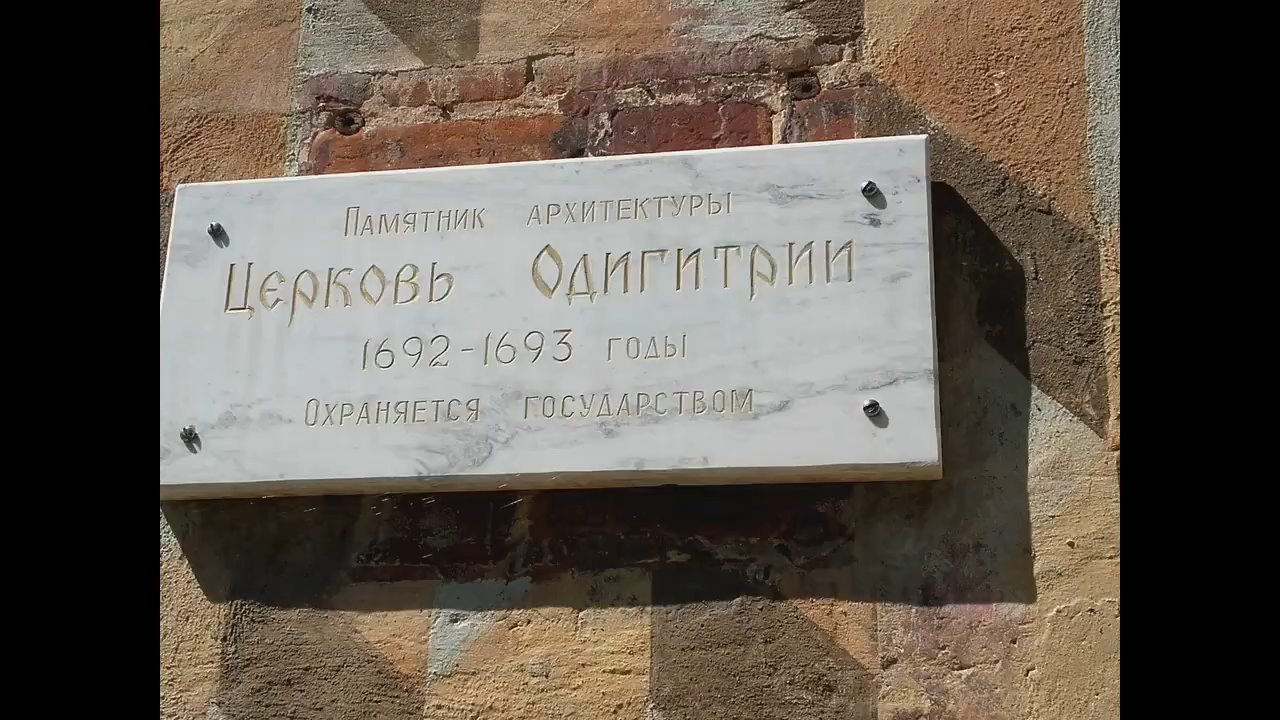 Памятник архитектуры
Церковь Одигитрии
1692-1693 годы
Охраняется государством